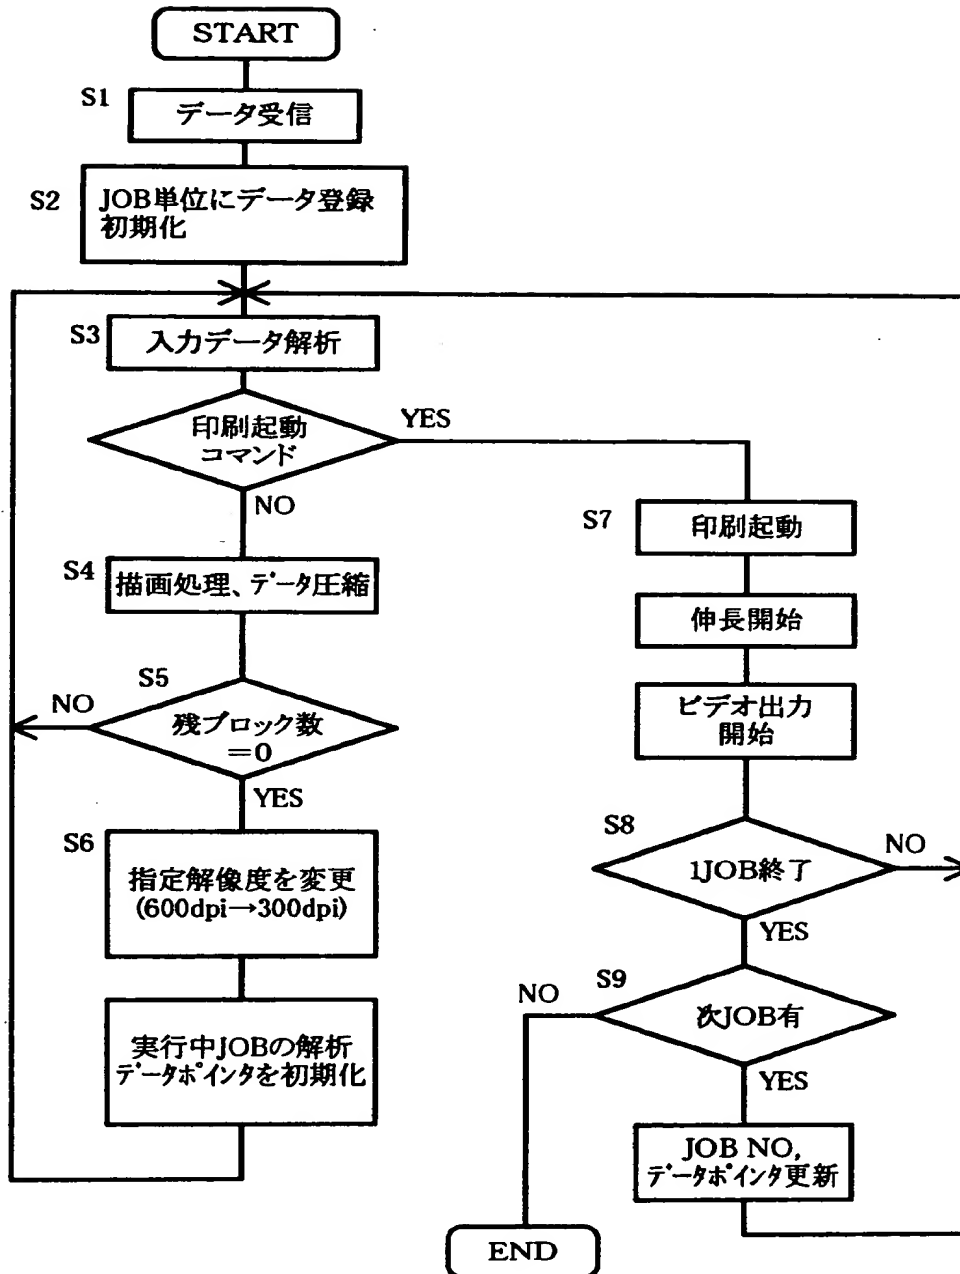 START
S1
データ受信
S2
JOB単位にデータ登録
初期化
S3
入力データ解析
印刷起動
コマンド
YES
NO
S4
描画処理、データ圧縮
S5
NO
残ブロック数
=0
YES
S6
指定解像度を変更
(600dpi→300dpi)
実行中JOBの解析
データポインタを初期化
S7
印刷起動
伸長開始
ビデオ出力
開始
S8
NO
1JOB終了
YES
S9
NO
次JOB有
YES
JOB NO,
データポインタ更新
END